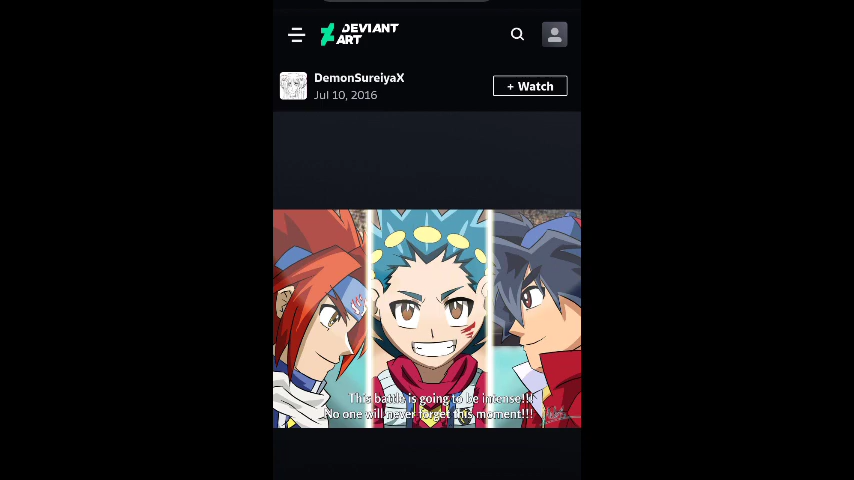 DEVIANT
ART
DemonSureiyaX
Jul 10, 2016
+ Watch
This battle is going to be intense!!!
No one will never forget this moment!!!